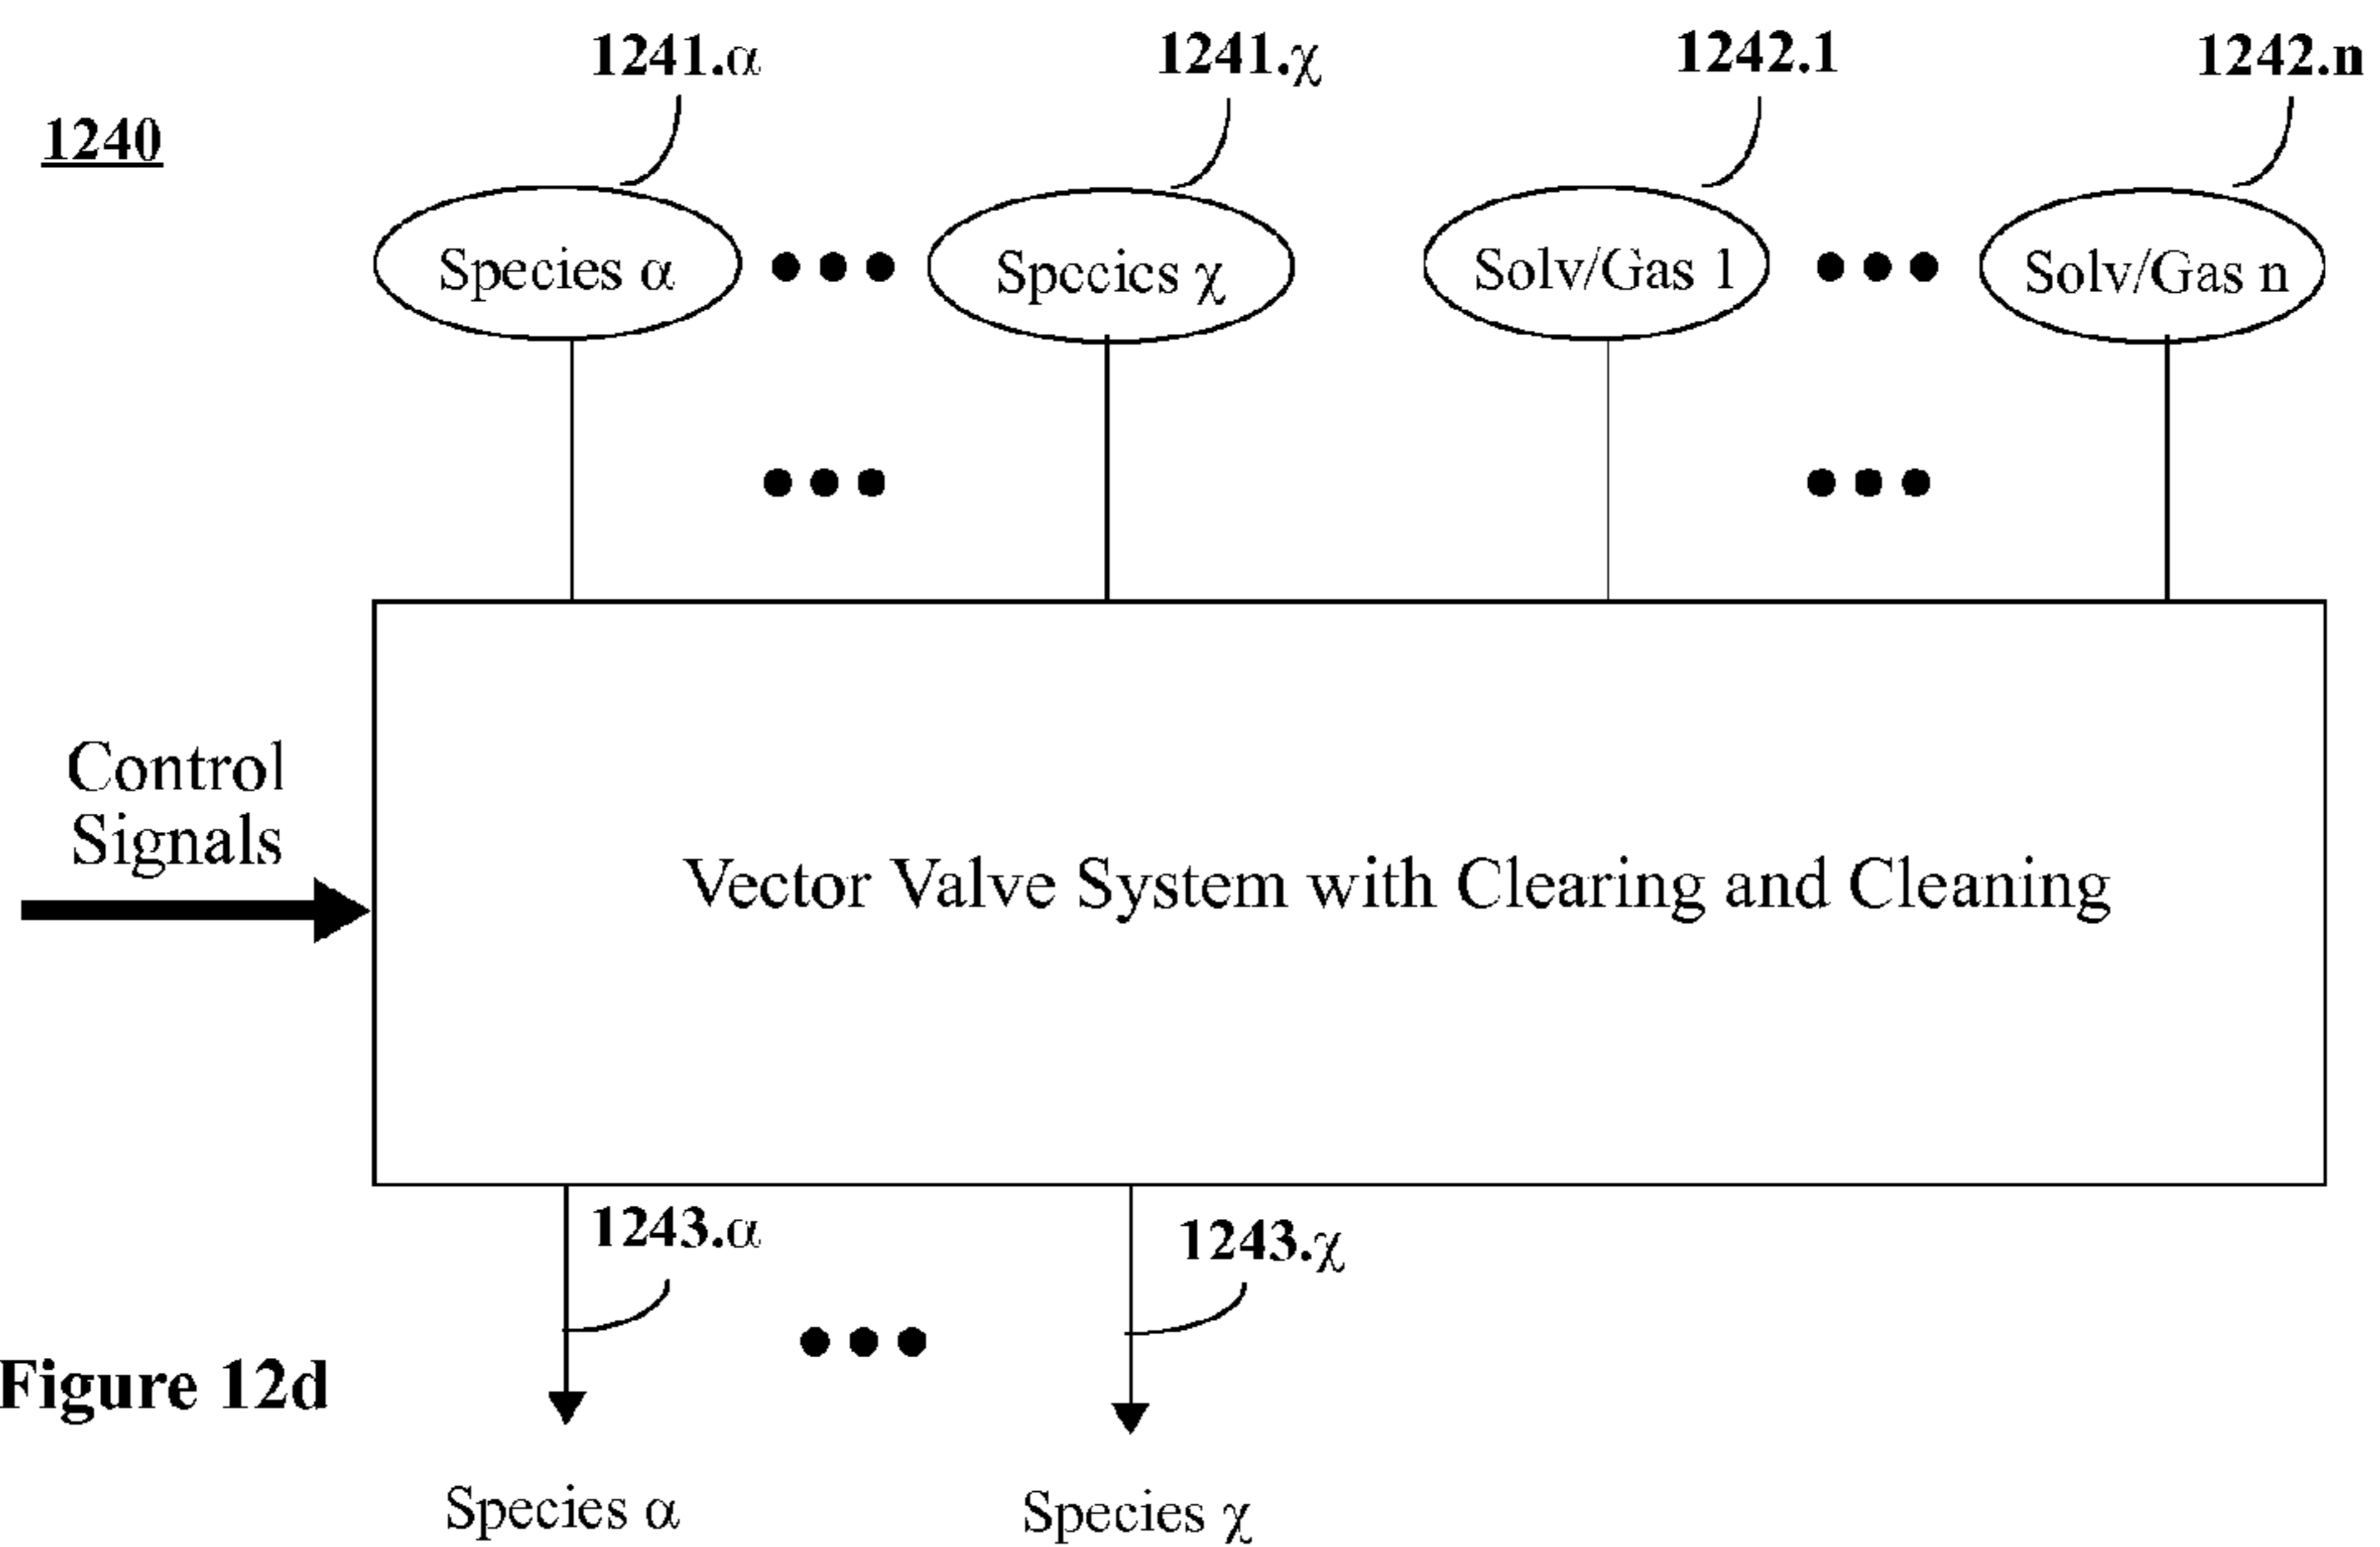 1241.α
1241.χ
1242.1
1242.n
1240
Species α
Species χ
Solv/Gas 1
Solv/Gas n
Control
Signals
Vector Valve System with Clearing and Cleaning
1243.α
1243.χ
Figure 12d
Species α
Species χ